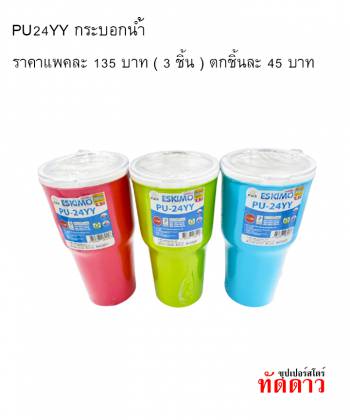 PU24YY กระบอกน้ำ
ราคาแพคละ 135 บาท ( 3 ชิ้น ) ตกชิ้นละ 45 บาท
ESKIMO
PU-24YY
ESKIMO
PU-24YY
ESKIMO
PU-24YY
ซุปเปอร์สโตร์
ทัดดาว